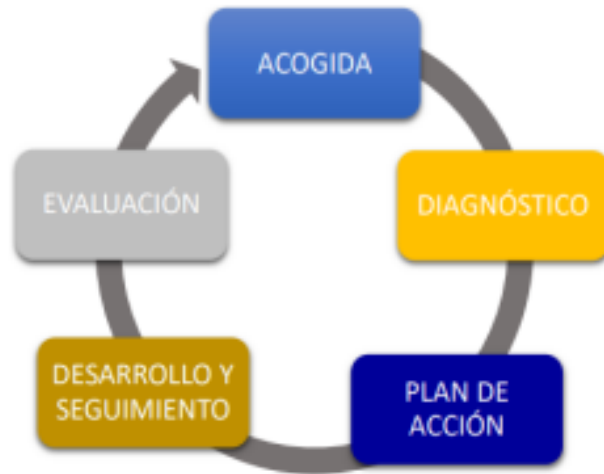 ACOGIDA
DIAGNÓSTICO
PLAN DE
ACCIÓN
DESARROLLO Y
SEGUIMIENTO
EVALUACIÓN